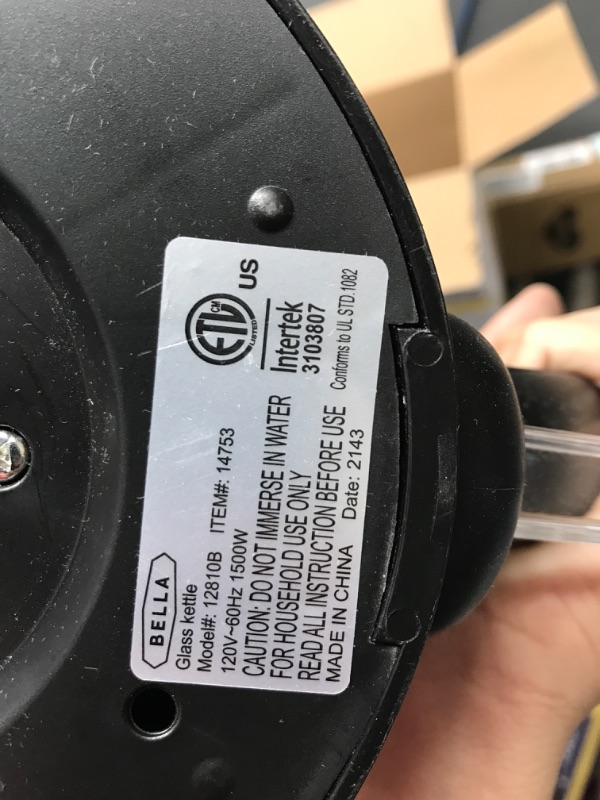 BELLA
Glass kettle
Model#: 12810B ITEM#: 14753
120V~60Hz 1500W
CAUTION: DO NOT IMMERSE IN WATER
FOR HOUSEHOLD USE ONLY
READ ALL INSTRUCTION BEFORE USE
MADE IN CHINA Date: 2143
ETL CM
LISTED
US
Intertek
3103807
Conforms to UL STD.1082